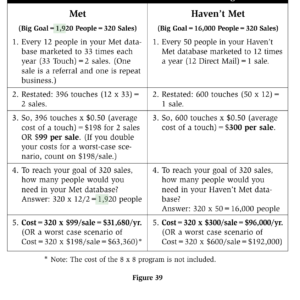 Met
(Big Goal = 1,920 People = 320 Sales)
1. Every 12 people in your Met data-
base marketed to 33 times each
year (33 Touch) = 2 sales. (One
sale is a referral and one is repeat
business.)
2. Restated: 396 touches (12 x 33) =
2 sales.
3. So, 396 touches x $0.50 (average
cost of a touch) = $198 for 2 sales
OR $99 per sale. (If you double
your costs for a worst-case sce-
nario, count on $198/sale.)
4. To reach your goal of 320 sales,
how many people would you
need in your Met database?
Answer: 320 x 12/2 = 1,920 people
5. Cost = 320 x $99/sale = $31,680/yr.
(OR a worst case scenario of
Cost = 320 x $198/sale = $63,360)*
Haven't Met
(Big Goal = 16,000 People = 320 Sales)
1. Every 50 people in your Haven't
Met database marketed to 12 times
a year (12 Direct Mail) = 1 sale.
2. Restated: 600 touches (50 x 12) =
1 sale.
3. So, 600 touches x $0.50 (average
cost of a touch) = $300 per sale.
4. To reach your goal of 320 sales,
how many people would you
need in your Haven't Met data-
base?
Answer: 320 x 50 = 16,000 people
5. Cost = 320 x $300/sale = $96,000/yr.
(OR a worst case scenario of
Cost = 320 x $600/sale = $192,000)
* Note: The cost of the 8 x 8 program is not included.
Figure 39